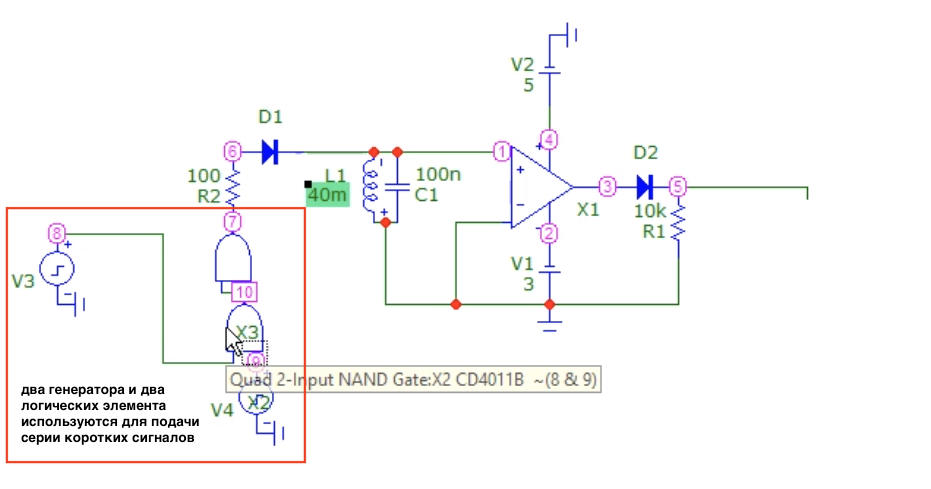 V2
5
D1
4
6
1
D2
100
R2
L1
40m
100n
C1
3
5
X1
10k
R1
7
8
2
V3
V1
3
10
X3
9
Quad 2-Input NAND Gate:X2 CD4011B ~(8 & 9)
два генератора и два
логических элемента
используются для подачи
серии коротких сигналов
V4
X2